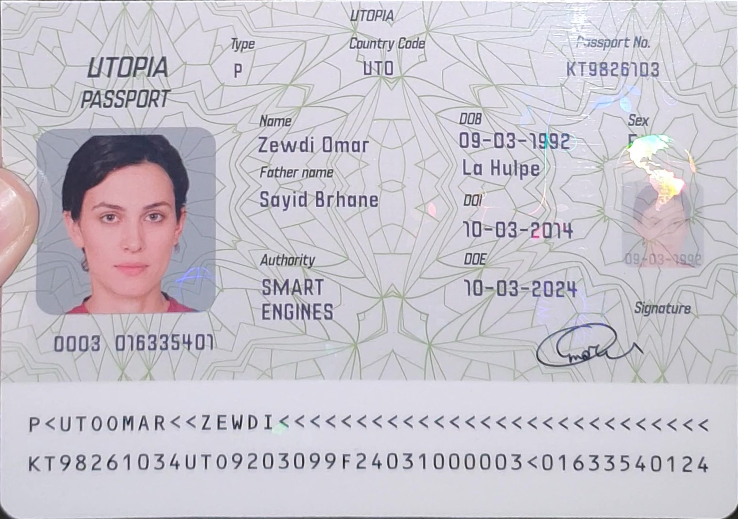 UTOPIA
UTOPIA
PASSPORT
Type
P
Country Code
UTO
Passport No.
KT9826103
Name
Zewdi Omar
Father name
Sayid Brhane
Authority
SMART
ENGINES
DOB
09-03-1992
La Hulpe
DOI
10-03-2014
DOE
10-03-2024
Sex
F
09-03-1992
Signature
0003 016335401
P<UTOOMAR<<ZEWDI<<<<<<<<<<<<<<<<<<<<<<<<<<<<
KT98261034UTO9203099F24031000003<01633540124